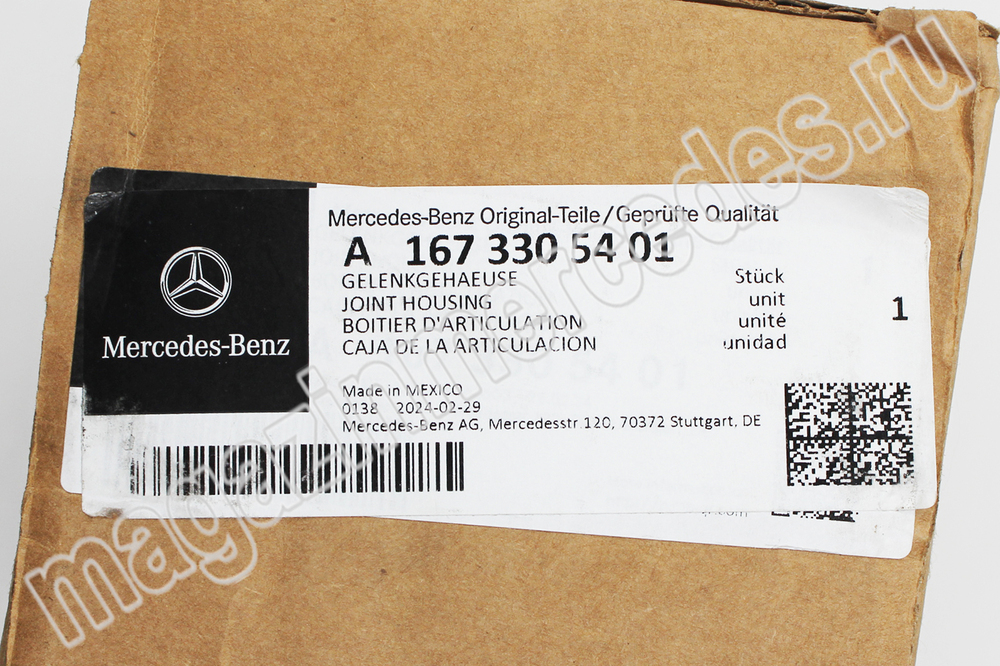 Mercedes-Benz Original-Teile/Geprüfte Qualität
A 167 330 54 01
GELENKGEHAEUSE Stück
JOINT HOUSING unit
BOITIER D'ARTICULATION unité
CAJA DE LA ARTICULACION unidad
1
Mercedes-Benz
Made in MEXICO
0138 2024-02-29
Mercedes-Benz AG, Mercedesstr.120, 70372 Stuttgart, DE
magazinmercedes.ru